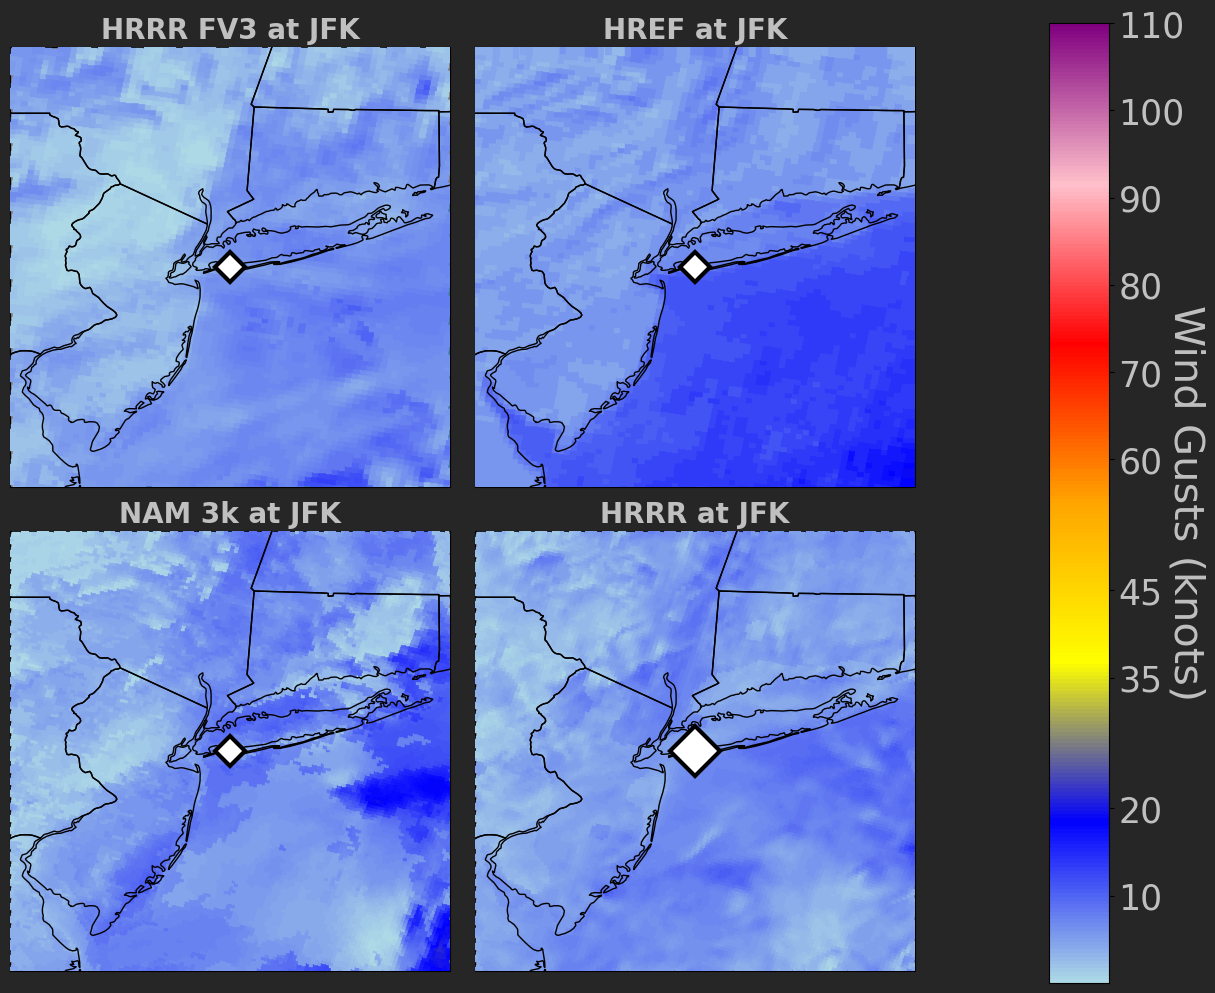 HRRR FV3 at JFK
HREF at JFK
NAM 3k at JFK
HRRR at JFK
110
100
90
80
70
60
45
35
20
10
Wind Gusts (knots)